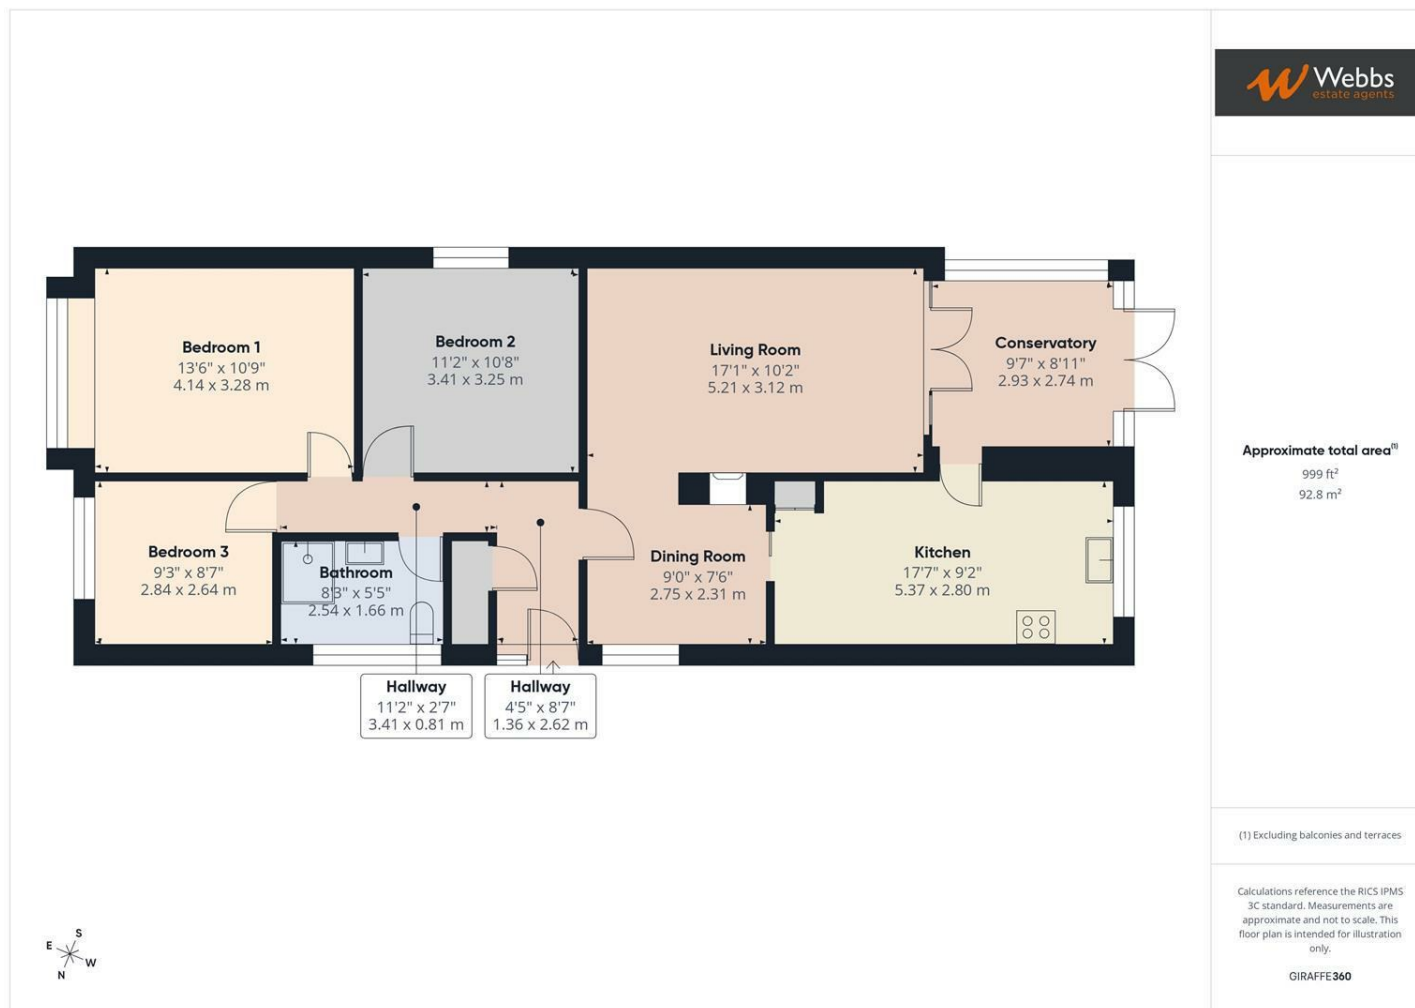 Webbs
estate agents
Bedroom 1
13'6" x 10'9"
4.14 x 3.28 m
Bedroom 2
11'2" x 10'8"
3.41 x 3.25 m
Living Room
17'1" x 10'2"
5.21 x 3.12 m
Conservatory
9'7" x 8'11"
2.93 x 2.74 m
Bedroom 3
9'3" x 8'7"
2.84 x 2.64 m
Bathroom
8'3" x 5'5"
2.54 x 1.66 m
Dining Room
9'0" x 7'6"
2.75 x 2.31 m
Kitchen
17'7" x 9'2"
5.37 x 2.80 m
Hallway
11'2" x 2'7"
3.41 x 0.81 m
Hallway
4'5" x 8'7"
1.36 x 2.62 m
Approximate total area⁽¹⁾
999 ft²
92.8 m²
(1) Excluding balconies and terraces
Calculations reference the RICS IPMS
3C standard. Measurements are
approximate and not to scale. This
floor plan is intended for illustration
only.
GIRAFFE360
S
E
W
N